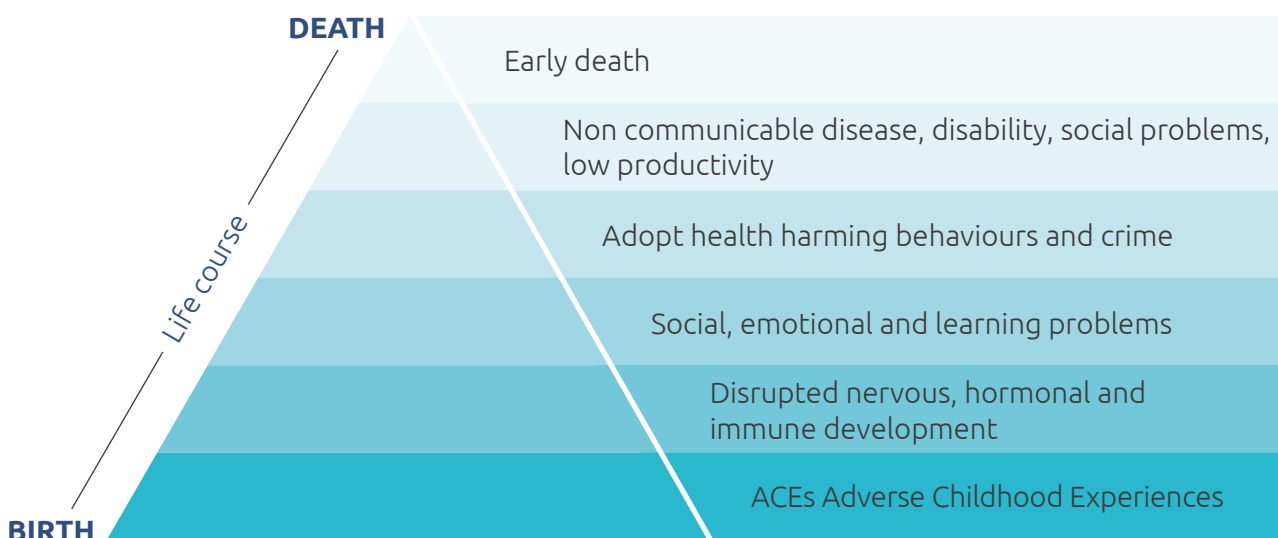 DEATH
Early death
Non communicable disease, disability, social problems,
low productivity
Adopt health harming behaviours and crime
Life course
Social, emotional and learning problems
Disrupted nervous, hormonal and
immune development
ACEs Adverse Childhood Experiences
BIRTH